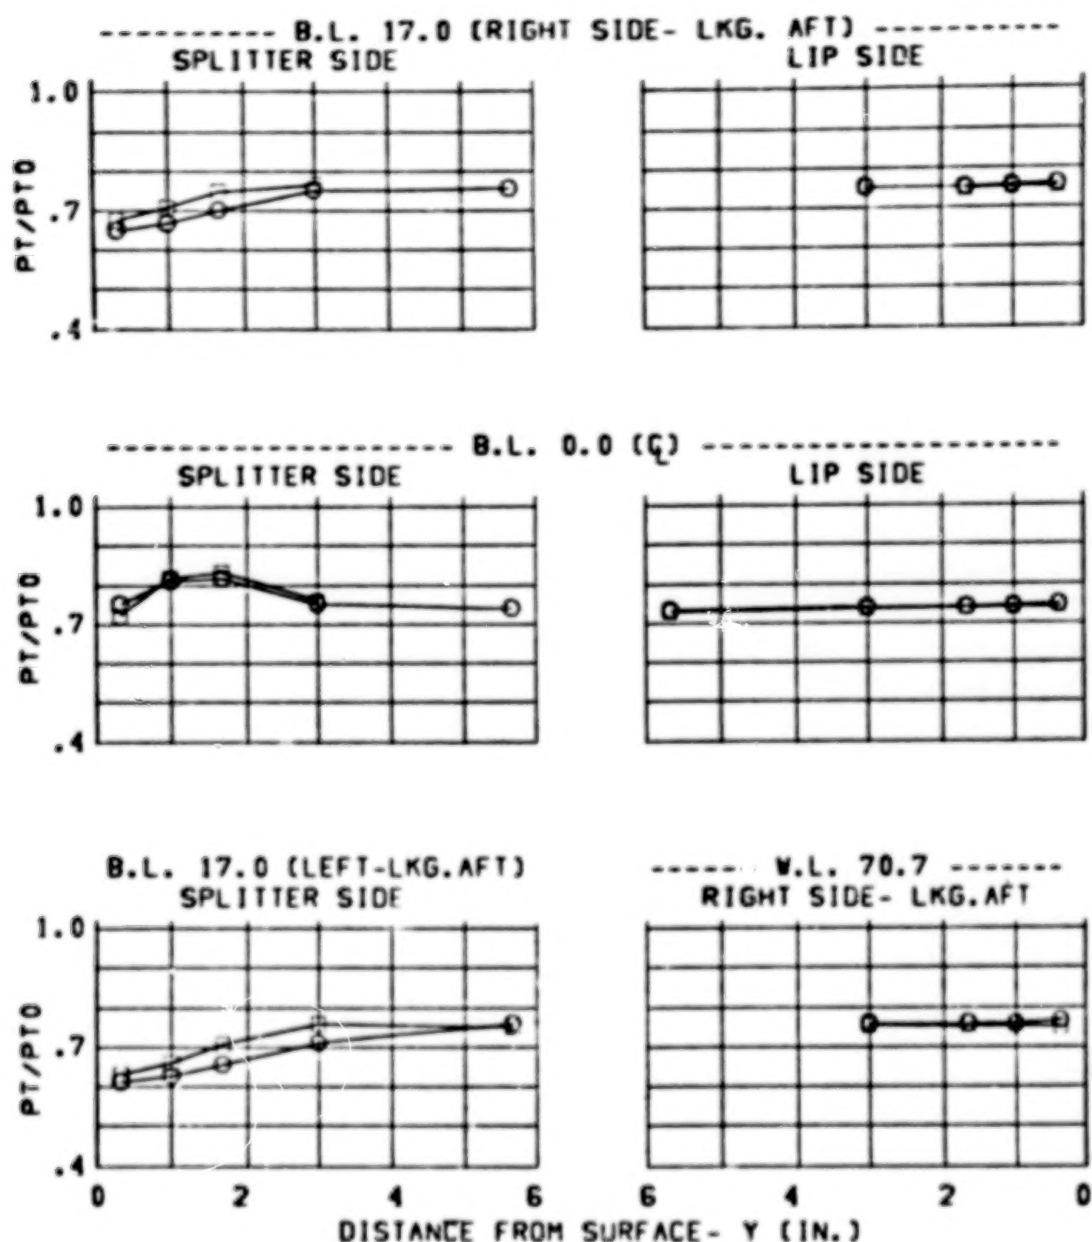 ---------- B.L. 17.0 (RIGHT SIDE- LKG. AFT) ----------
SPLITTER SIDE LIP SIDE
1.0
PT/PTO
.7
.4
-------------------- B.L. 0.0 (℄) --------------------
SPLITTER SIDE LIP SIDE
1.0
PT/PTO
.7
.4
B.L. 17.0 (LEFT-LKG.AFT) ------ W.L. 70.7 ------
SPLITTER SIDE RIGHT SIDE- LKG.AFT
1.0
PT/PTO
.7
.4
0 2 4 6 6 4 2 0
DISTANCE FROM SURFACE- Y (IN.)